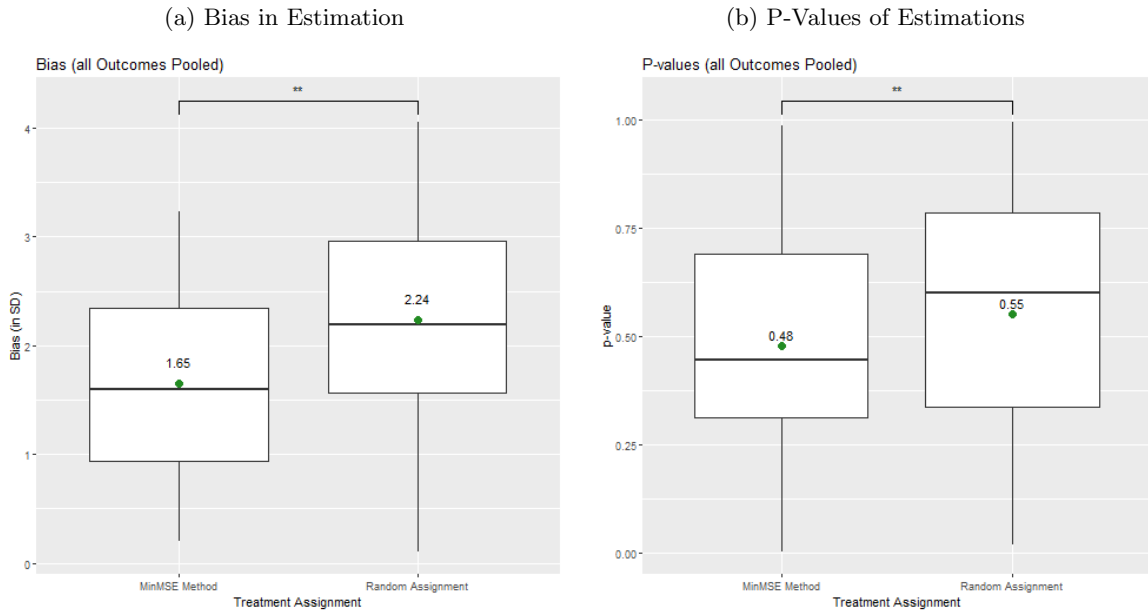 (a) Bias in Estimation
Bias (all Outcomes Pooled)
**
4
3
2
1
0
Bias (in SD)
1.65
2.24
MinMSE Method
Random Assignment
Treatment Assignment
(b) P-Values of Estimations
P-values (all Outcomes Pooled)
**
1.00
0.75
0.50
0.25
0.00
p-value
0.48
0.55
MinMSE Method
Random Assignment
Treatment Assignment